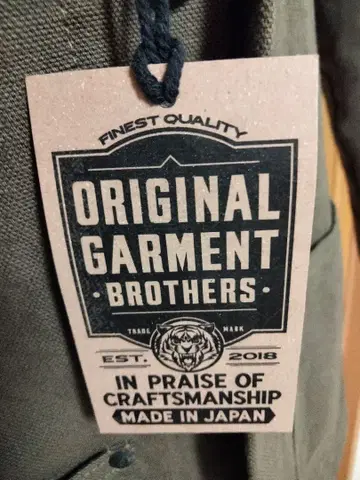 FINEST QUALITY
ORIGINAL
GARMENT
· BROTHERS ·
TRADE MARK
EST. 2018
IN PRAISE OF
CRAFTSMANSHIP
MADE IN JAPAN